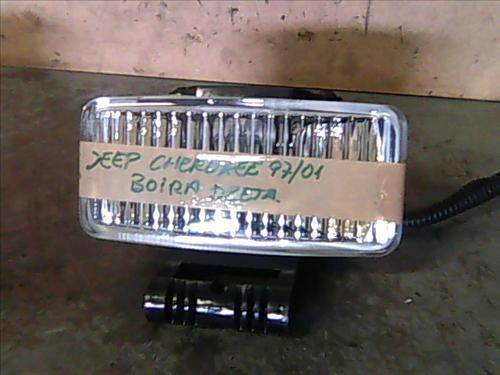 JEEP CHEROKEE 97/01
BOIRA DRETA